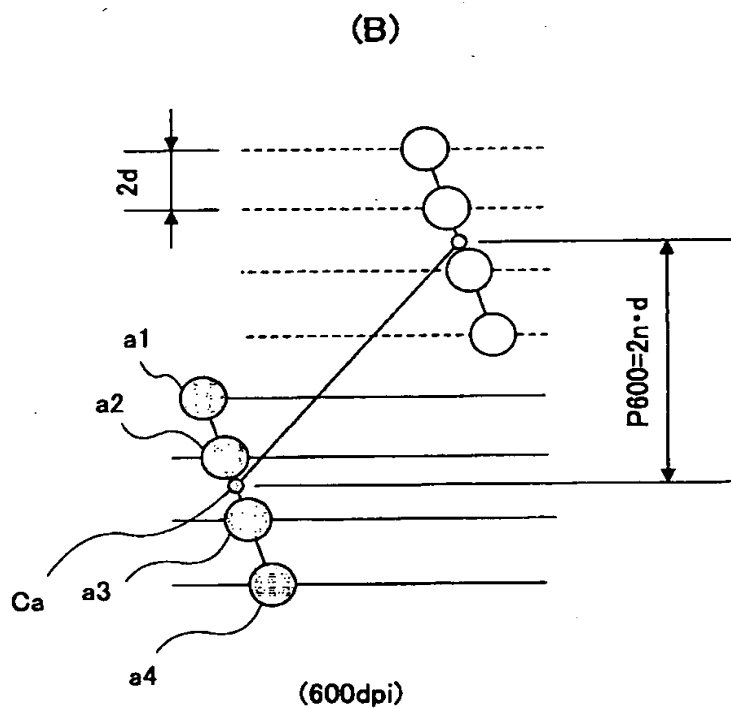 (B)
2d
a1
a2
P600=2n・d
Ca
a3
a4
(600dpi)